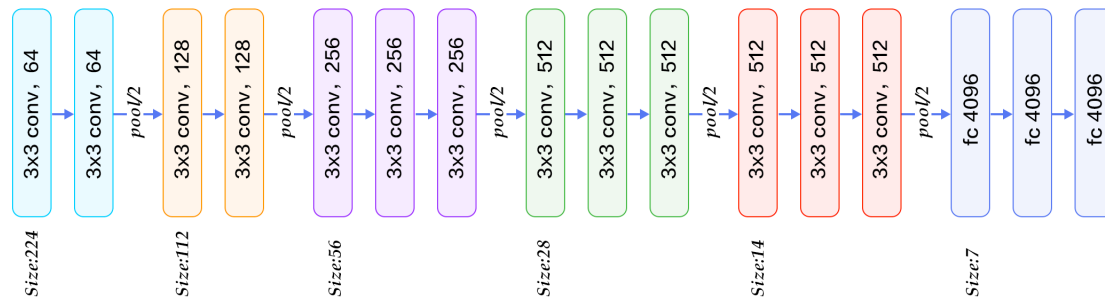 3x3 conv, 64
3x3 conv, 64
pool/2
3x3 conv, 128
3x3 conv, 128
pool/2
3x3 conv, 256
3x3 conv, 256
3x3 conv, 256
pool/2
3x3 conv, 512
3x3 conv, 512
3x3 conv, 512
pool/2
3x3 conv, 512
3x3 conv, 512
3x3 conv, 512
pool/2
fc 4096
fc 4096
fc 4096
Size:224
Size:112
Size:56
Size:28
Size:14
Size:7